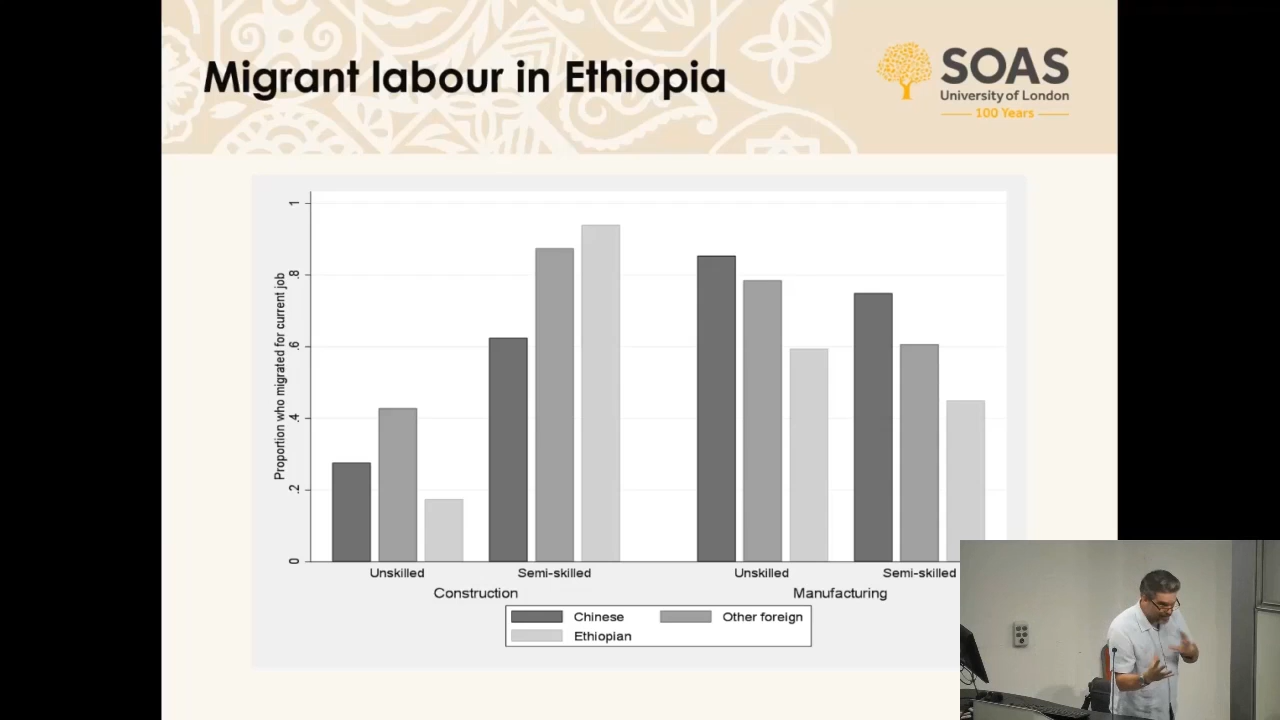 Migrant labour in Ethiopia
SOAS
University of London
100 Years
Proportion who migrated for current job
1
.8
.6
.4
.2
0
Unskilled
Semi-skilled
Unskilled
Semi-skilled
Construction
Manufacturing
Chinese
Other foreign
Ethiopian